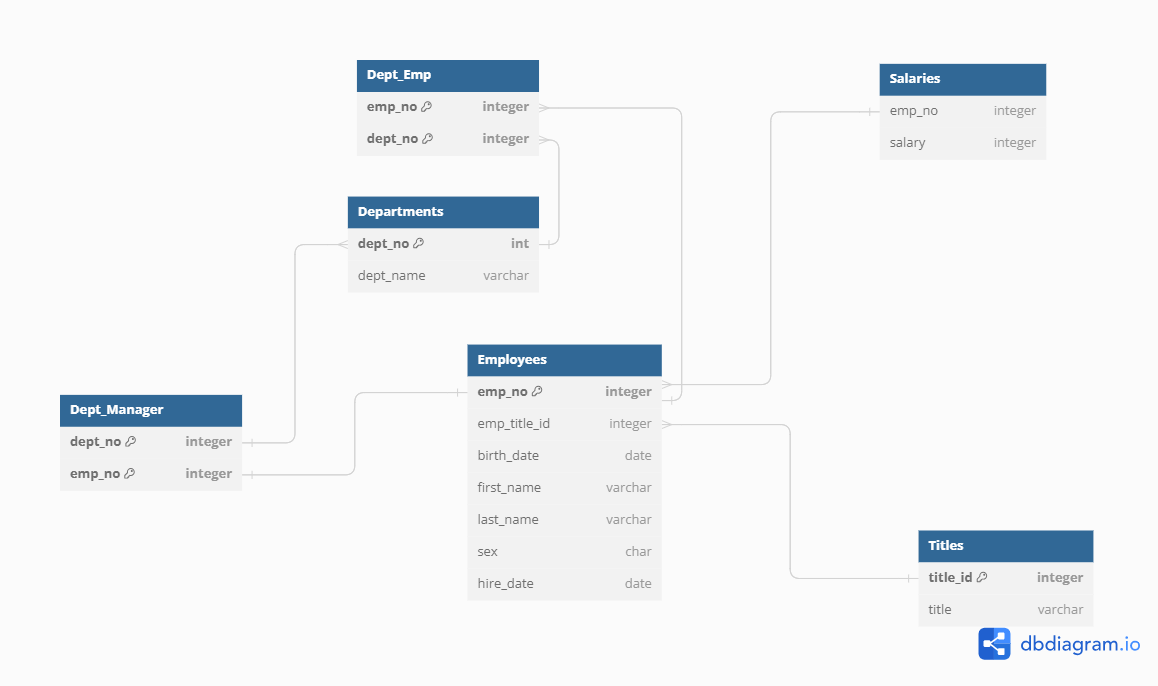 Dept_Emp
emp_no integer
dept_no integer
Salaries
emp_no integer
salary integer
Departments
dept_no int
dept_name varchar
Employees
emp_no integer
emp_title_id integer
birth_date date
first_name varchar
last_name varchar
sex char
hire_date date
Dept_Manager
dept_no integer
emp_no integer
Titles
title_id integer
title varchar
dbdiagram.io